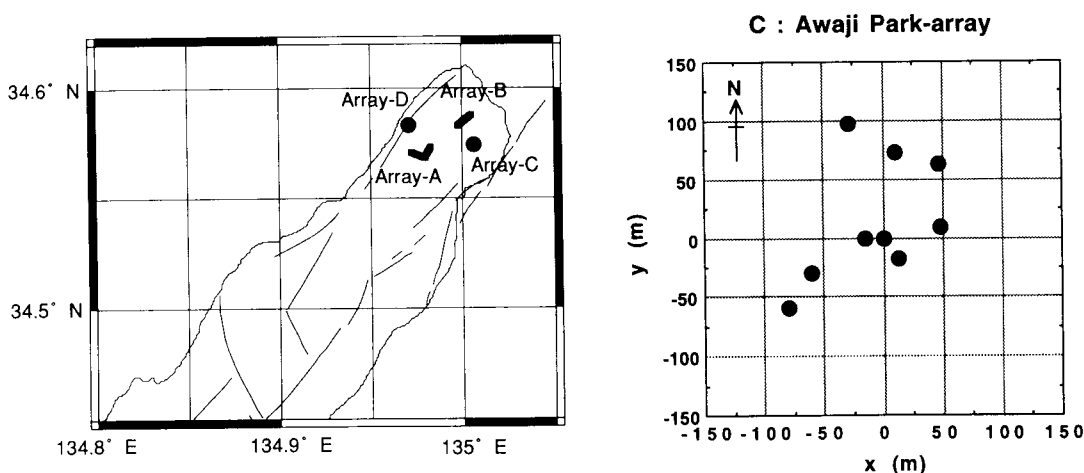 C : Awaji Park-array
34.6° N
34.5° N
134.8° E
134.9° E
135° E
Array-D
Array-B
Array-A
Array-C
N
150
100
50
0
-50
-100
-150
y (m)
-150 -100 -50 0 50 100 150
x (m)